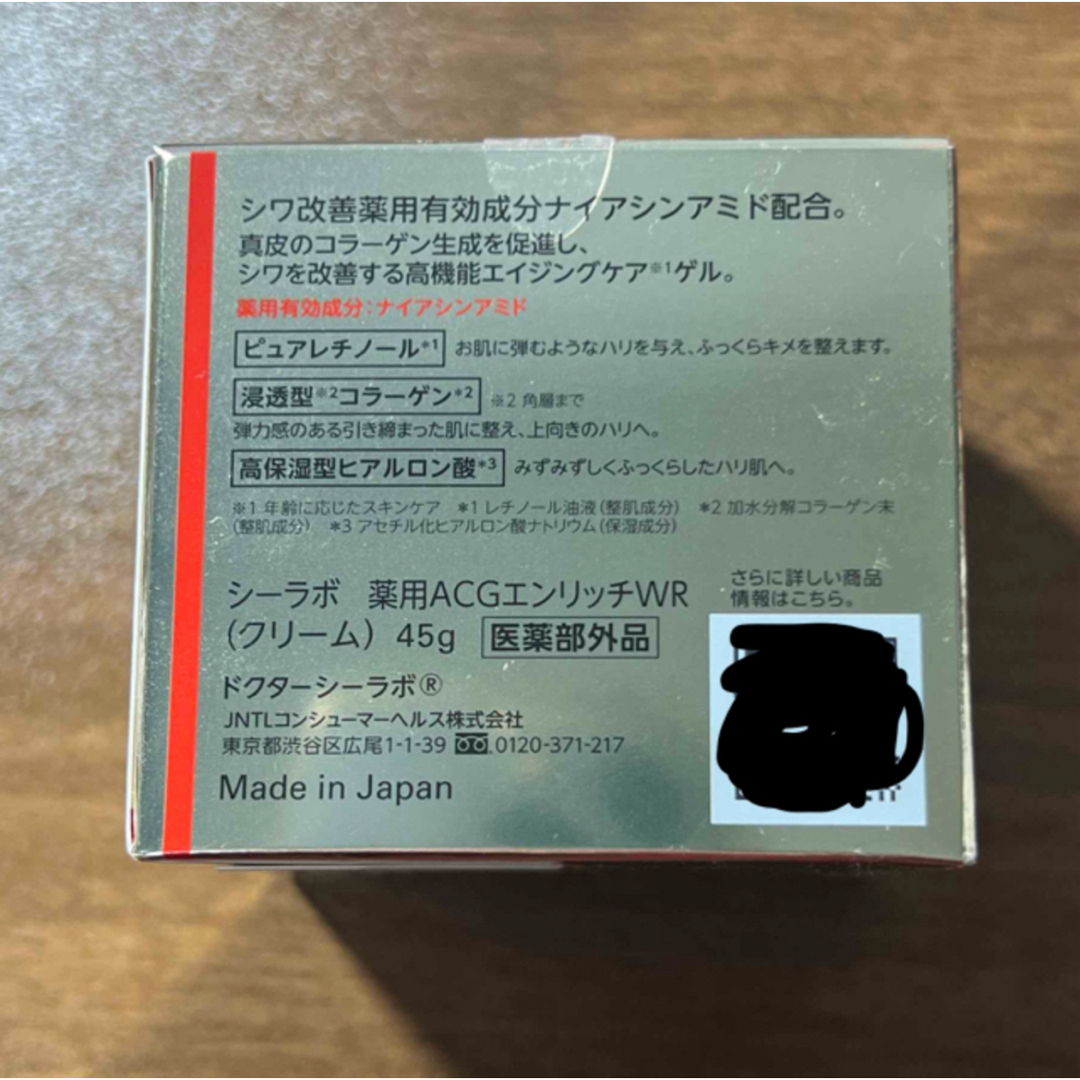 シワ改善薬用有効成分ナイアシンアミド配合。
真皮のコラーゲン生成を促進し、
シワを改善する高機能エイジングケア※1ゲル。
薬用有効成分：ナイアシンアミド
ピュアレチノール*1 お肌に弾むようなハリを与え、ふっくらキメを整えます。
浸透型※2コラーゲン*2 ※2 角層まで
弾力感のある引き締まった肌に整え、上向きのハリへ。
高保湿型ヒアルロン酸*3 みずみずしくふっくらしたハリ肌へ。
※1 年齢に応じたスキンケア *1 レチノール油液（整肌成分） *2 加水分解コラーゲン末
（整肌成分） *3 アセチル化ヒアルロン酸ナトリウム（保湿成分）
シーラボ 薬用ACGエンリッチWR
（クリーム）45g 医薬部外品
さらに詳しい商品
情報はこちら。
ドクターシーラボ®
JNTLコンシューマーヘルス株式会社
東京都渋谷区広尾1-1-39 0120-371-217
Made in Japan